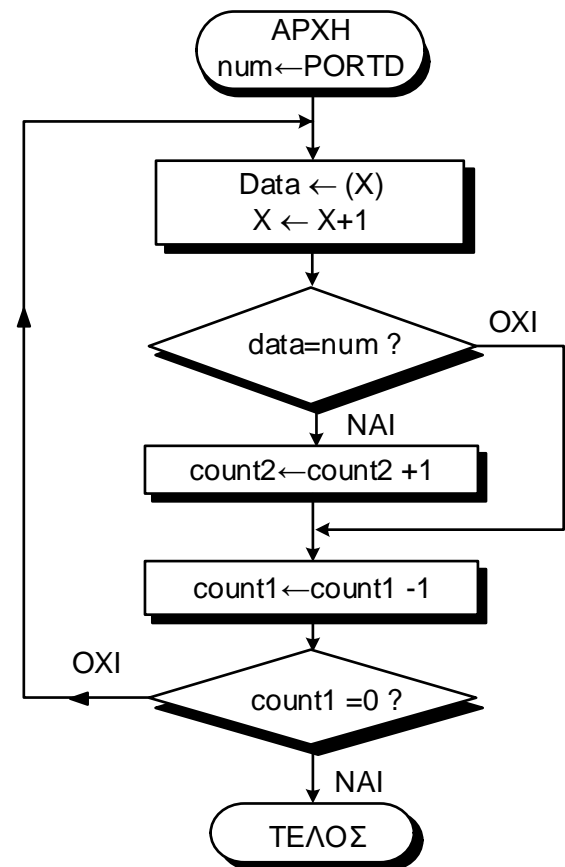 ΑΡΧΗ
num←PORTD
Data ← (X)
X ← X+1
data=num ?
ΟΧΙ
ΝΑΙ
count2←count2 +1
count1←count1 -1
ΟΧΙ
count1 =0 ?
ΝΑΙ
ΤΕΛΟΣ